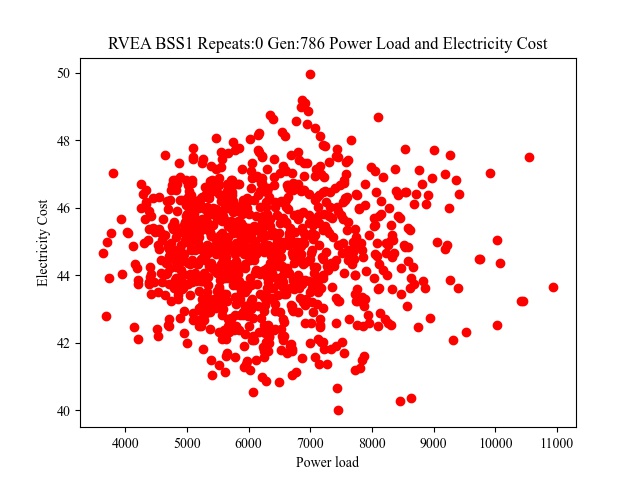 RVEA BSS1 Repeats:0 Gen:786 Power Load and Electricity Cost
50
48
46
44
42
40
Electricity Cost
4000 5000 6000 7000 8000 9000 10000 11000
Power load